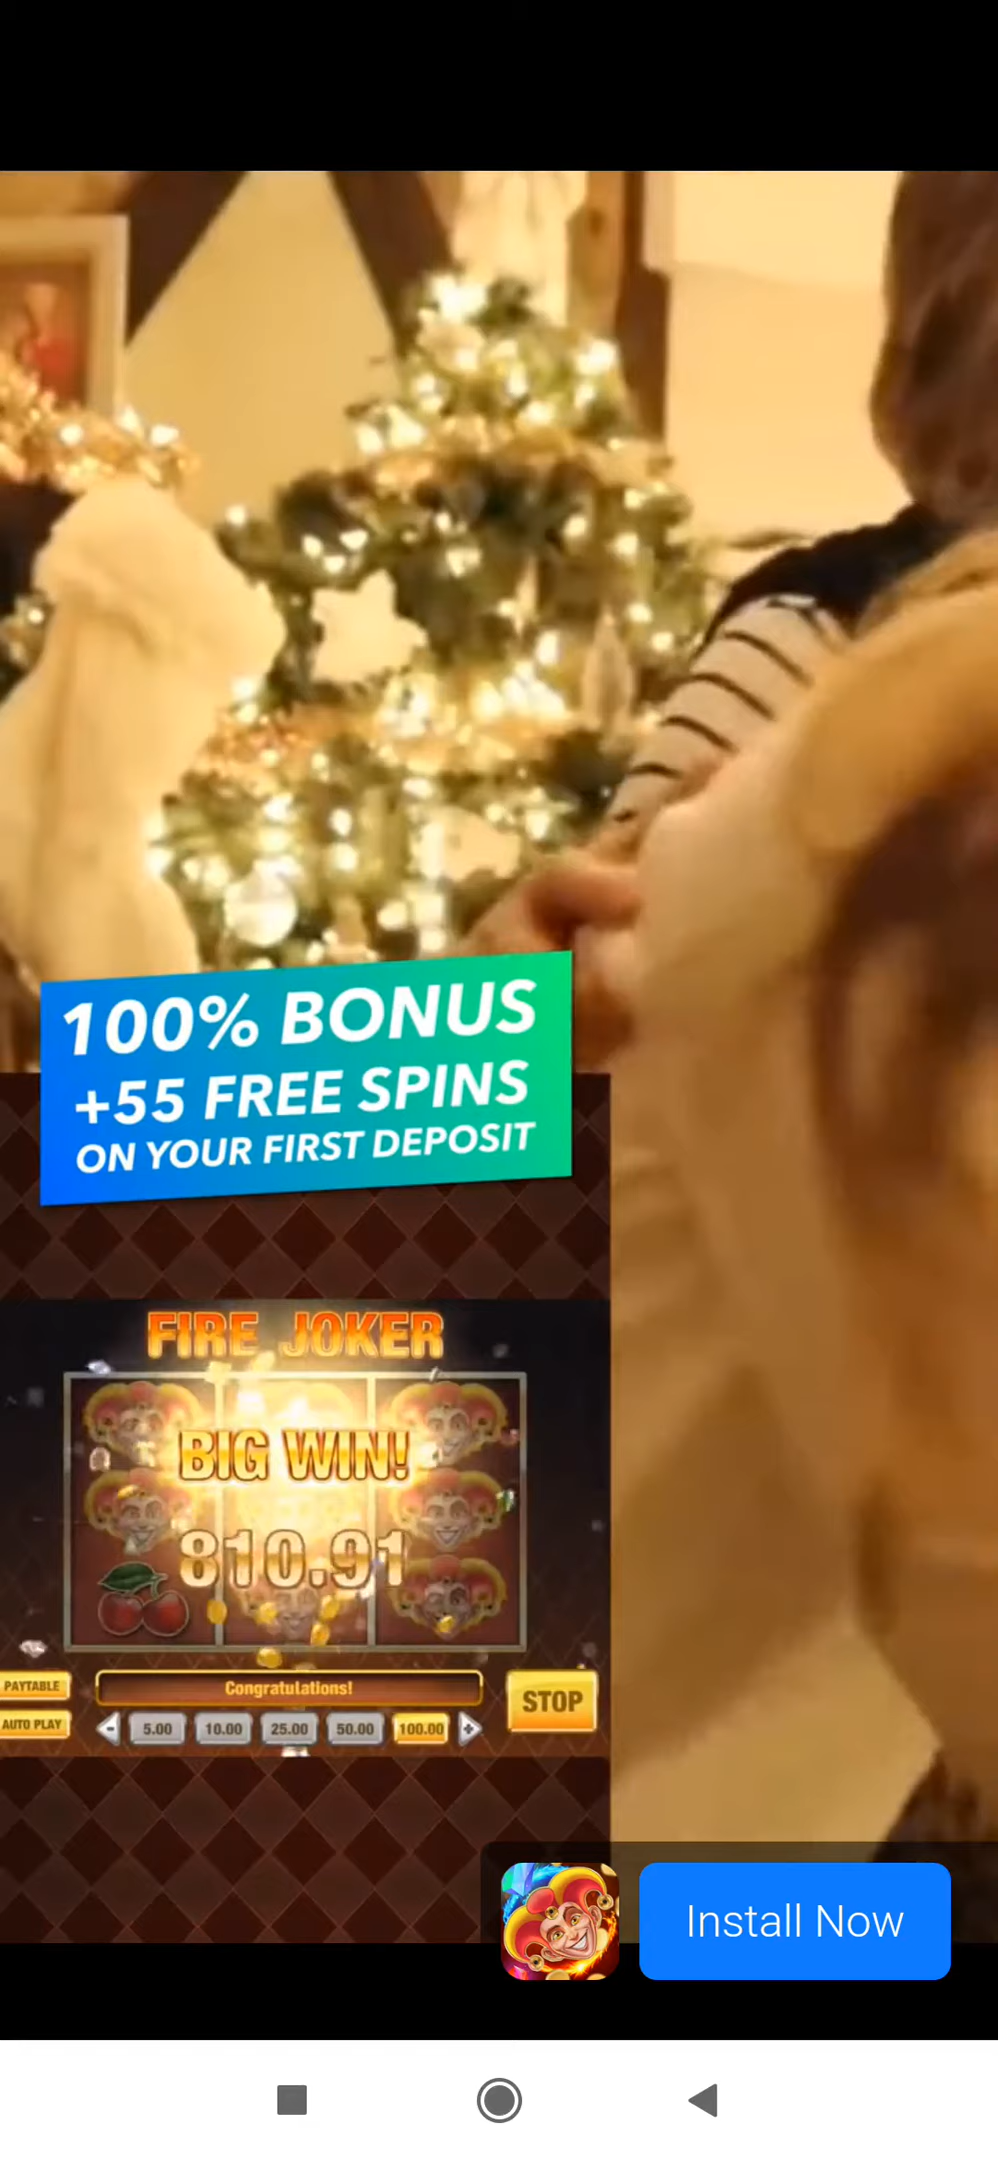 100% BONUS
+55 FREE SPINS
ON YOUR FIRST DEPOSIT
FIRE JOKER
BIG WIN!
810.91
PAYTABLE
Congratulations!
STOP
AUTO PLAY
- 5.00 10.00 25.00 50.00 100.00 +
Install Now